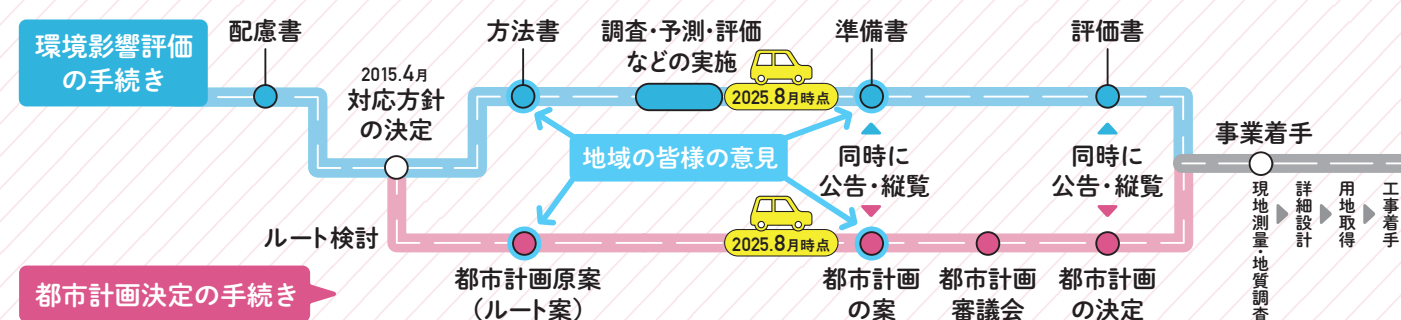 環境影響評価
の手続き
配慮書
2015.4月
対応方針
の決定
方法書
調査・予測・評価
などの実施
2025.8月時点
準備書
評価書
地域の皆様の意見
同時に
公告・縦覧
同時に
公告・縦覧
事業着手
現地測量・地質調査
詳細設計
用地取得
工事着手
ルート検討
2025.8月時点
都市計画決定の手続き
都市計画原案
（ルート案）
都市計画
の案
都市計画
審議会
都市計画
の決定